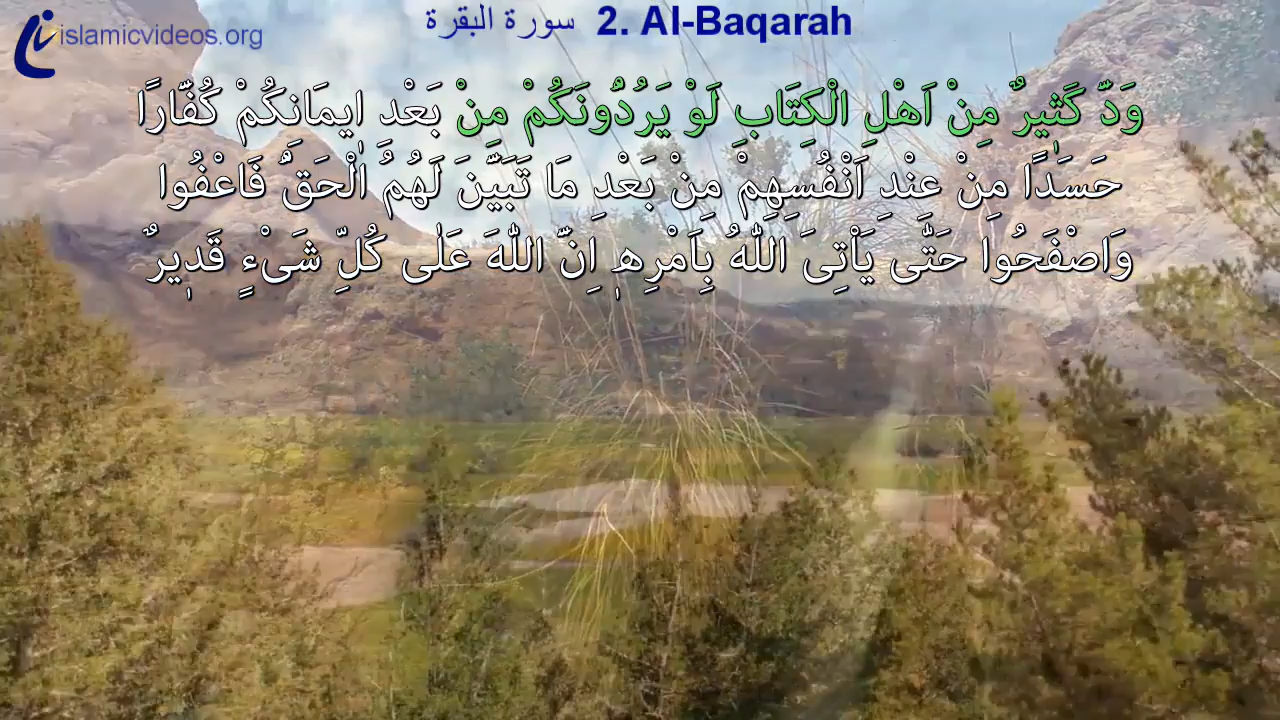 islamicvideos.org
سورة البقرة 2. Al-Baqarah
وَدَّ كَثٖيرٌ مِنْ اَهْلِ الْكِتَابِ لَوْ يَرُدُّونَكُمْ مِنْ بَعْدِ اٖيمَانِكُمْ كُفَّارًا
حَسَدًا مِنْ عِنْدِ اَنْفُسِهِمْ مِنْ بَعْدِ مَا تَبَيَّنَ لَهُمُ الْحَقُّ فَاعْفُوا
وَاصْفَحُوا حَتّٰى يَاْتِىَ اللّٰهُ بِاَمْرِهٖ اِنَّ اللّٰهَ عَلٰى كُلِّ شَیْءٍ قَدٖيرٌ